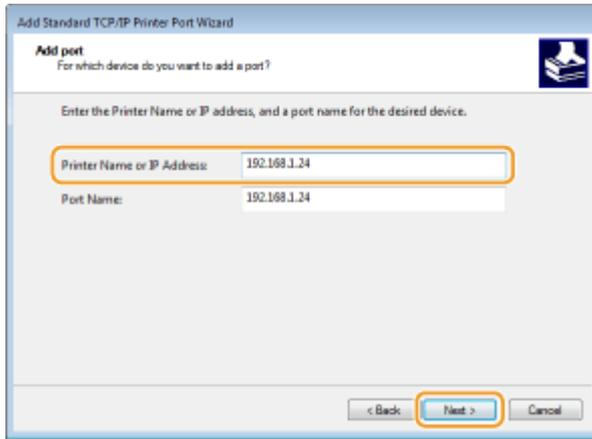 Add Standard TCP/IP Printer Port Wizard
Add port
For which device do you want to add a port?
Enter the Printer Name or IP address, and a port name for the desired device.
Printer Name or IP Address: 192.168.1.24
Port Name: 192.168.1.24
< Back Next > Cancel